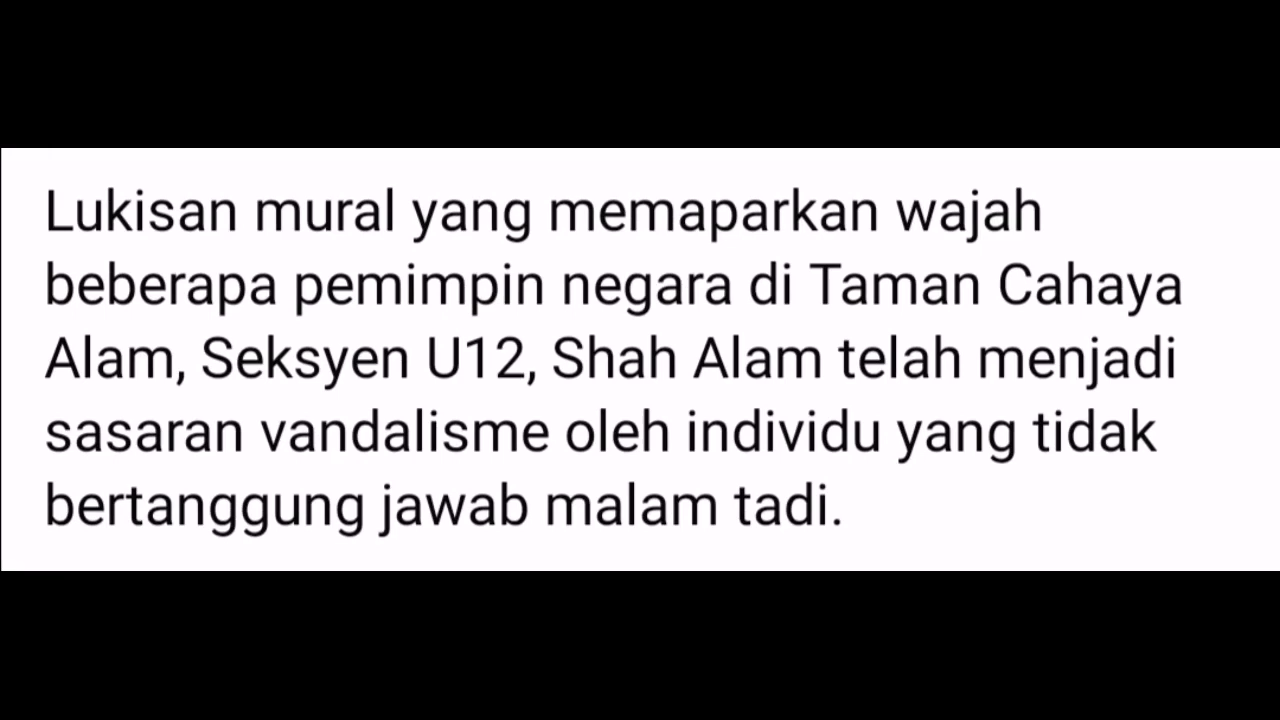 Lukisan mural yang memaparkan wajah
beberapa pemimpin negara di Taman Cahaya
Alam, Seksyen U12, Shah Alam telah menjadi
sasaran vandalisme oleh individu yang tidak
bertanggung jawab malam tadi.